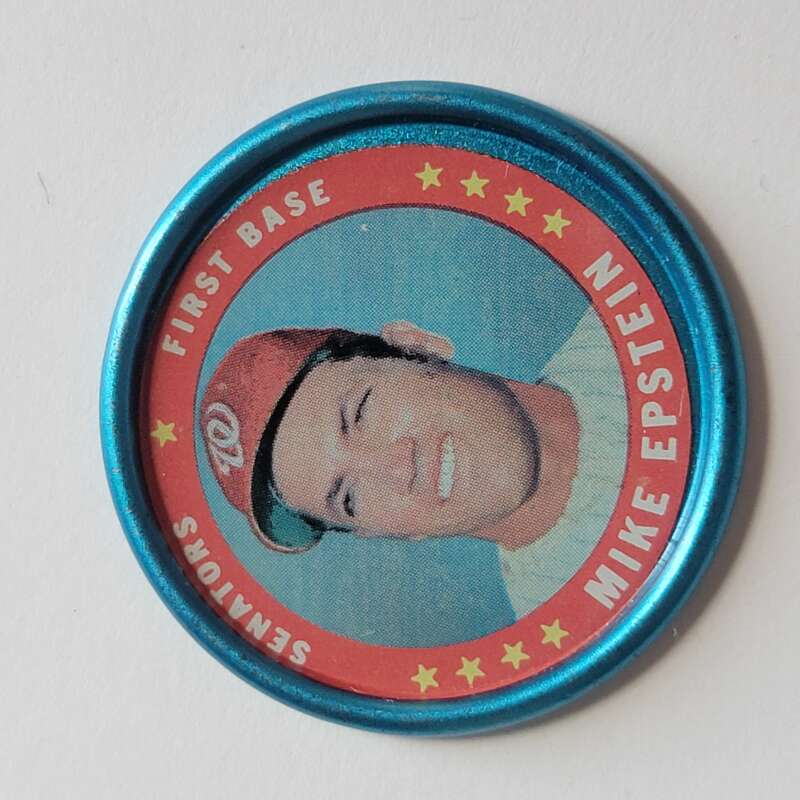 SENATORS
FIRST BASE
W
MIKE EPSTEIN